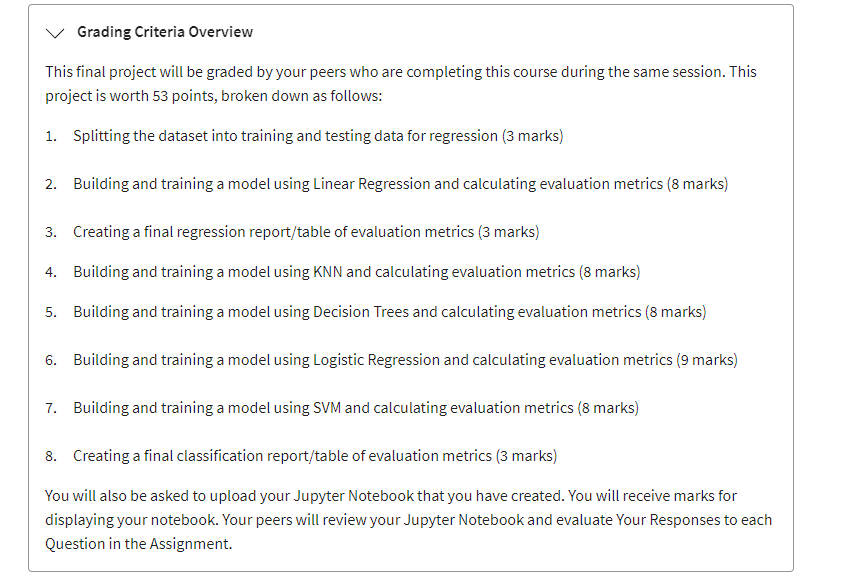 Grading Criteria Overview
This final project will be graded by your peers who are completing this course during the same session. This
project is worth 53 points, broken down as follows:
1. Splitting the dataset into training and testing data for regression (3 marks)
2. Building and training a model using Linear Regression and calculating evaluation metrics (8 marks)
3. Creating a final regression report/table of evaluation metrics (3 marks)
4. Building and training a model using KNN and calculating evaluation metrics (8 marks)
5. Building and training a model using Decision Trees and calculating evaluation metrics (8 marks)
6. Building and training a model using Logistic Regression and calculating evaluation metrics (9 marks)
7. Building and training a model using SVM and calculating evaluation metrics (8 marks)
8. Creating a final classification report/table of evaluation metrics (3 marks)
You will also be asked to upload your Jupyter Notebook that you have created. You will receive marks for
displaying your notebook. Your peers will review your Jupyter Notebook and evaluate Your Responses to each
Question in the Assignment.